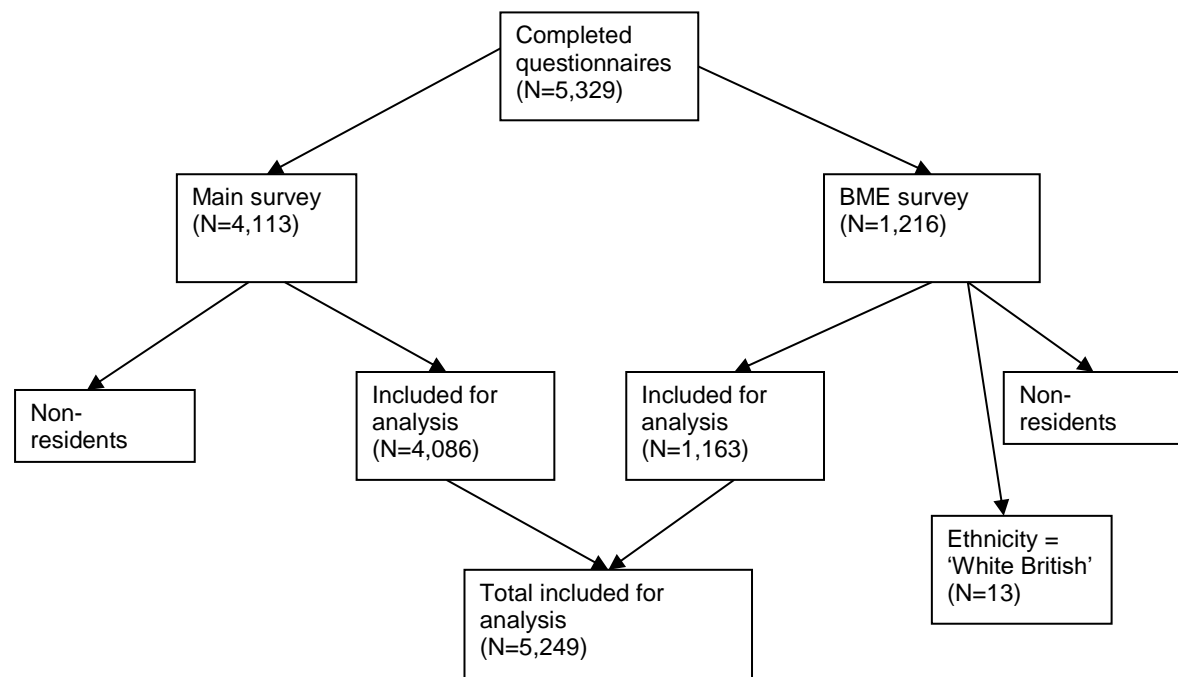 Completed
questionnaires
(N=5,329)
Main survey
(N=4,113)
BME survey
(N=1,216)
Non-
residents
Included for
analysis
(N=4,086)
Included for
analysis
(N=1,163)
Non-
residents
Ethnicity =
‘White British’
(N=13)
Total included for
analysis
(N=5,249)